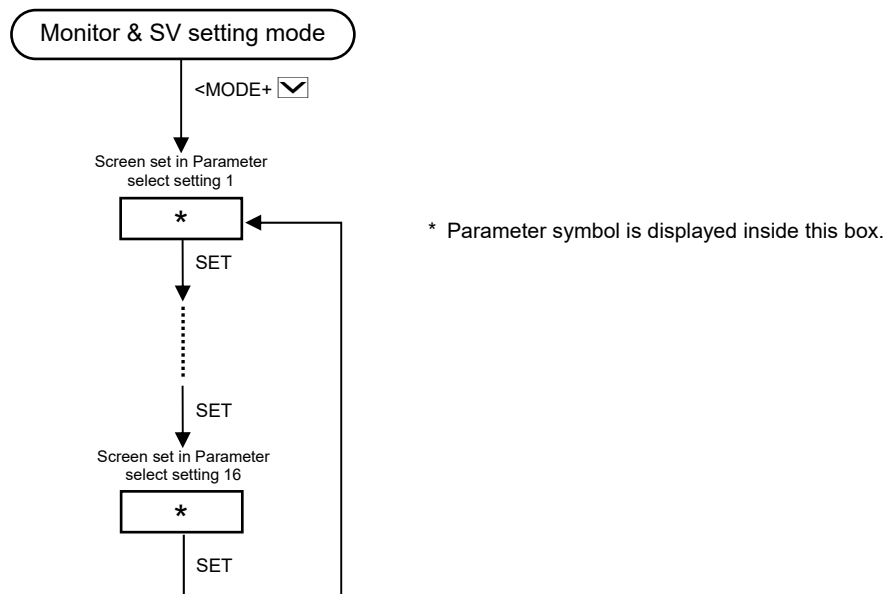 Monitor & SV setting mode
<MODE+
Screen set in Parameter
select setting 1
*
* Parameter symbol is displayed inside this box.
SET
SET
Screen set in Parameter
select setting 16
*
SET